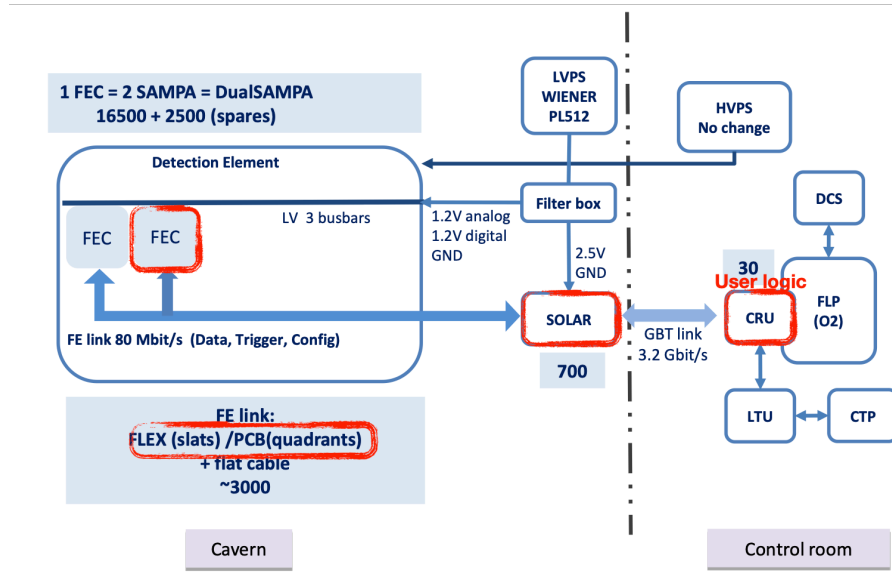 1 FEC = 2 SAMPA = DualSAMPA
16500 + 2500 (spares)
LVPS
WIENER
PL512
HVPS
No change
Detection Element
DCS
LV 3 busbars
Filter box
FEC
FEC
1.2V analog
1.2V digital
GND
2.5V
GND
30
User logic
FLP
(O2)
SOLAR
CRU
FE link 80 Mbit/s (Data, Trigger, Config)
GBT link
3.2 Gbit/s
700
LTU
CTP
FE link:
FLEX (slats) /PCB(quadrants)
+ flat cable
~3000
Cavern
Control room